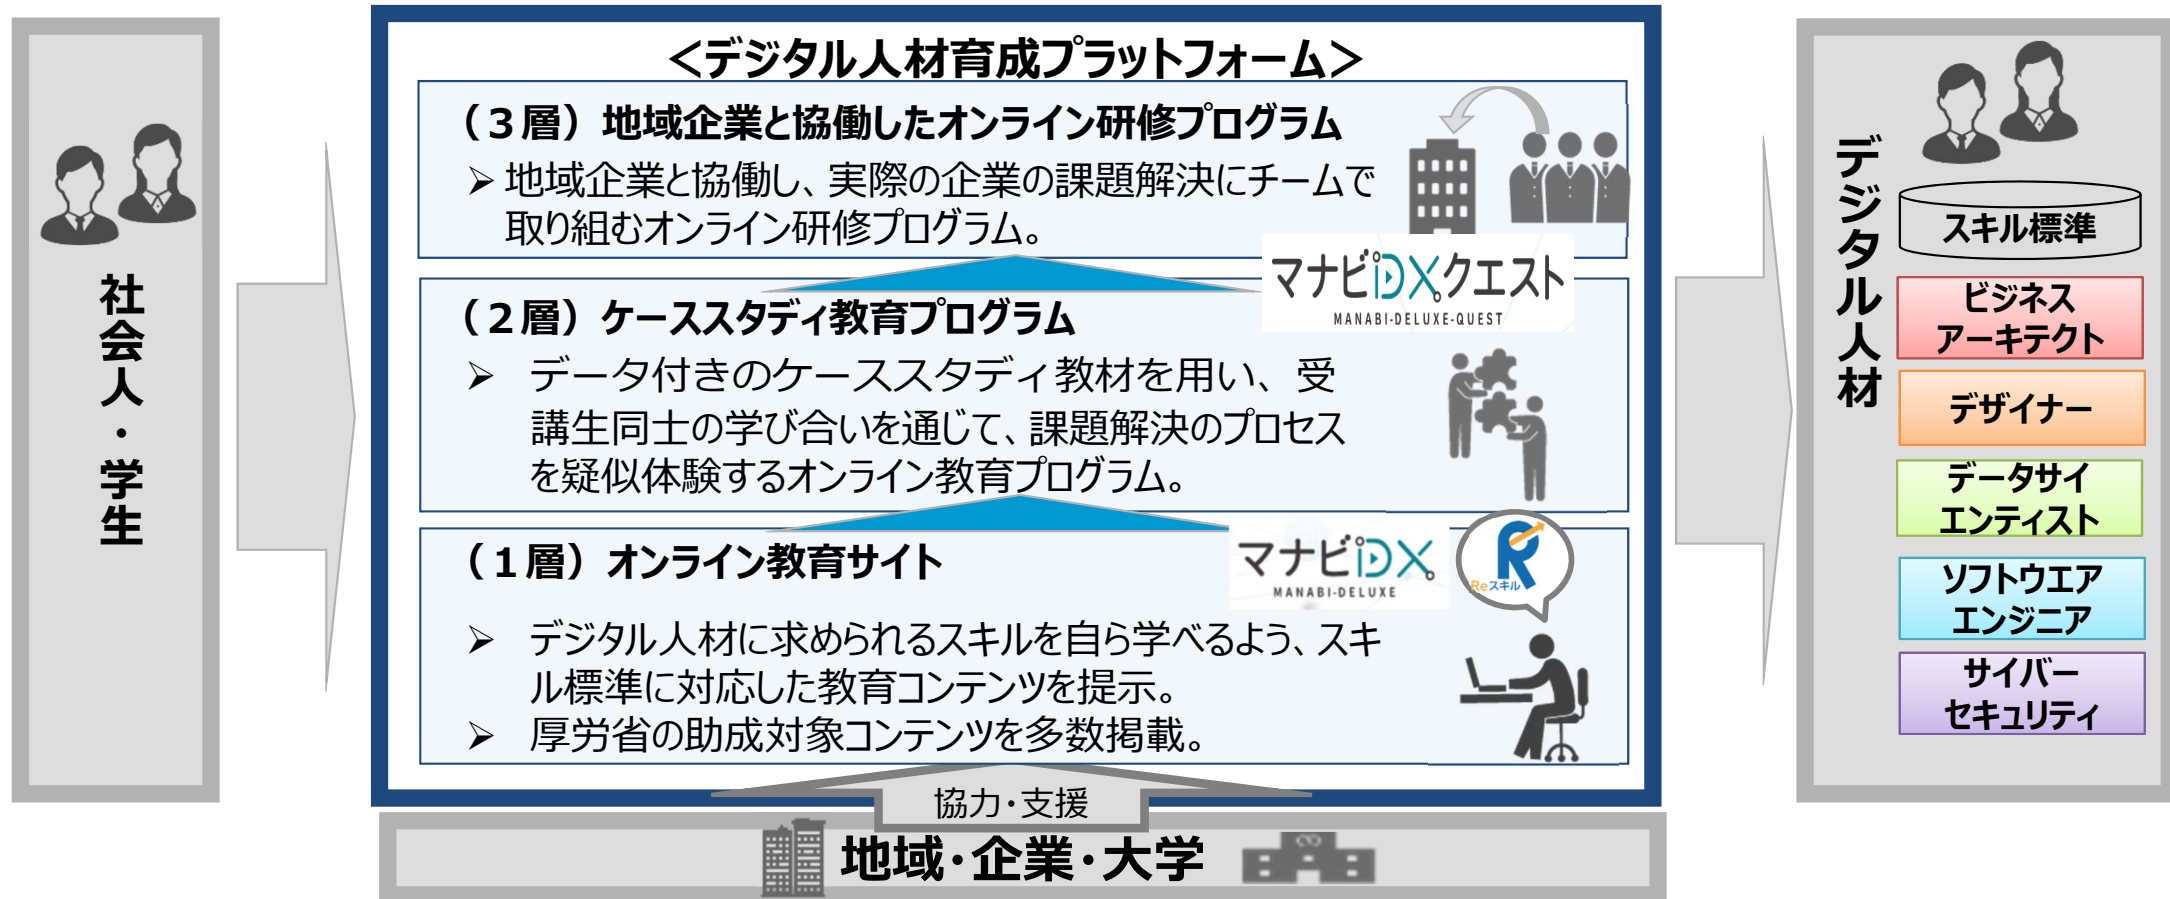 社会人・学生
＜デジタル人材育成プラットフォーム＞
（３層）地域企業と協働したオンライン研修プログラム
➢ 地域企業と協働し、実際の企業の課題解決にチームで
取り組むオンライン研修プログラム。
マナビDXクエスト
MANABI-DELUXE-QUEST
（２層）ケーススタディ教育プログラム
➢ データ付きのケーススタディ教材を用い、受
講生同士の学び合いを通じて、課題解決のプロセス
を疑似体験するオンライン教育プログラム。
（１層）オンライン教育サイト
マナビDX
MANABI-DELUXE
Reスキル
➢ デジタル人材に求められるスキルを自ら学べるよう、スキ
ル標準に対応した教育コンテンツを提示。
➢ 厚労省の助成対象コンテンツを多数掲載。
協力・支援
地域・企業・大学
デジタル人材
スキル標準
ビジネス
アーキテクト
デザイナー
データサイ
エンティスト
ソフトウエア
エンジニア
サイバー
セキュリティ